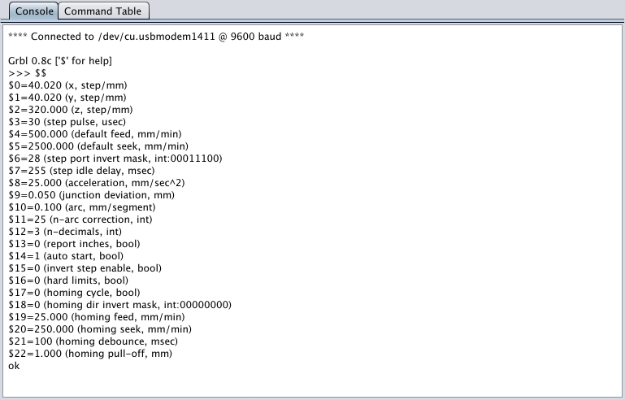 Console
Command Table
**** Connected to /dev/cu.usbmodem1411 @ 9600 baud ****
Grbl 0.8c ['$' for help]
>>> $$
$0=40.020 (x, step/mm)
$1=40.020 (y, step/mm)
$2=320.000 (z, step/mm)
$3=30 (step pulse, usec)
$4=500.000 (default feed, mm/min)
$5=2500.000 (default seek, mm/min)
$6=28 (step port invert mask, int:00011100)
$7=255 (step idle delay, msec)
$8=25.000 (acceleration, mm/sec^2)
$9=0.050 (junction deviation, mm)
$10=0.100 (arc, mm/segment)
$11=25 (n-arc correction, int)
$12=3 (n-decimals, int)
$13=0 (report inches, bool)
$14=1 (auto start, bool)
$15=0 (invert step enable, bool)
$16=0 (hard limits, bool)
$17=0 (homing cycle, bool)
$18=0 (homing dir invert mask, int:00000000)
$19=25.000 (homing feed, mm/min)
$20=250.000 (homing seek, mm/min)
$21=100 (homing debounce, msec)
$22=1.000 (homing pull-off, mm)
ok